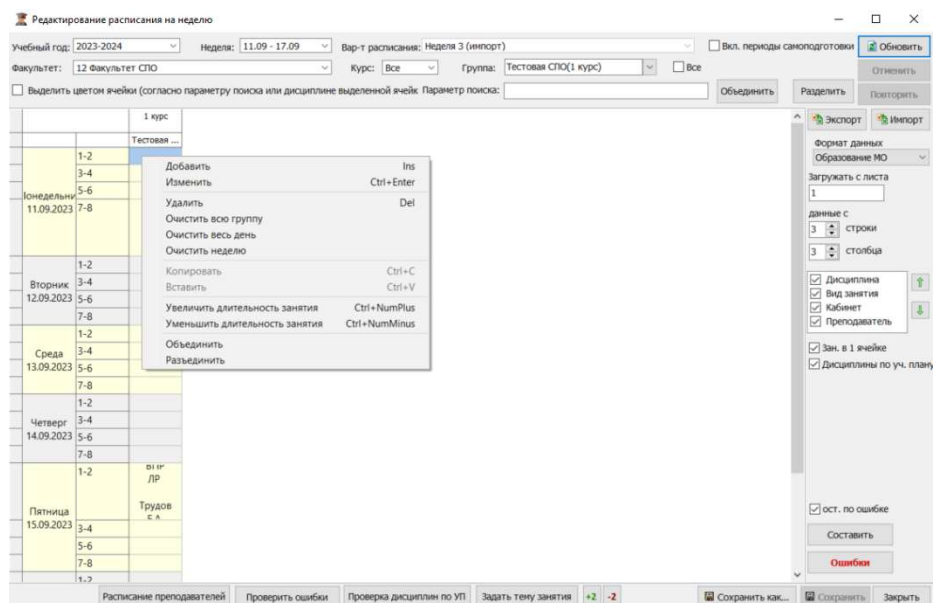 Редактирование расписания на неделю
Учебный год: 2023-2024 Неделя: 11.09 - 17.09 Вар-т расписания: Неделя 3 (импорт) Вкл. периоды самоподготовки Обновить
Факультет: 12 Факультет СПО Курс: Все Группа: Тестовая СПО(1 курс) Все Отменить
Выделить цветом ячейки (согласно параметру поиска или дисциплине выделенной ячейк Параметр поиска: Объединить Разделить Повторить
1 курс
Тестовая ...
Экспорт Импорт
Формат данных
Образование МО
Загружать с листа
1
данные с
3 строки
3 столбца
Дисциплина
Вид занятия
Кабинет
Преподаватель
Зан. в 1 ячейке
Дисциплины по уч. плану
ост. по ошибке
Составить
Ошибки
1-2
3-4
5-6
7-8
11.09.2023
Добавить Ins
Изменить Ctrl+Enter
Удалить Del
Очистить всю группу
Очистить весь день
Очистить неделю
Копировать Ctrl+C
Вставить Ctrl+V
Увеличить длительность занятия Ctrl+NumPlus
Уменьшить длительность занятия Ctrl+NumMinus
Объединить
Разъединить
Вторник
12.09.2023
1-2
3-4
5-6
7-8
Среда
13.09.2023
1-2
3-4
5-6
7-8
Четверг
14.09.2023
1-2
3-4
5-6
7-8
Пятница
15.09.2023
1-2
ВПР
ЛР
Трудов
3-4
5-6
7-8
1-2
Расписание преподавателей Проверить ошибки Проверка дисциплин по УП Задать тему занятия +2 -2 Сохранить как... Сохранить Закрыть